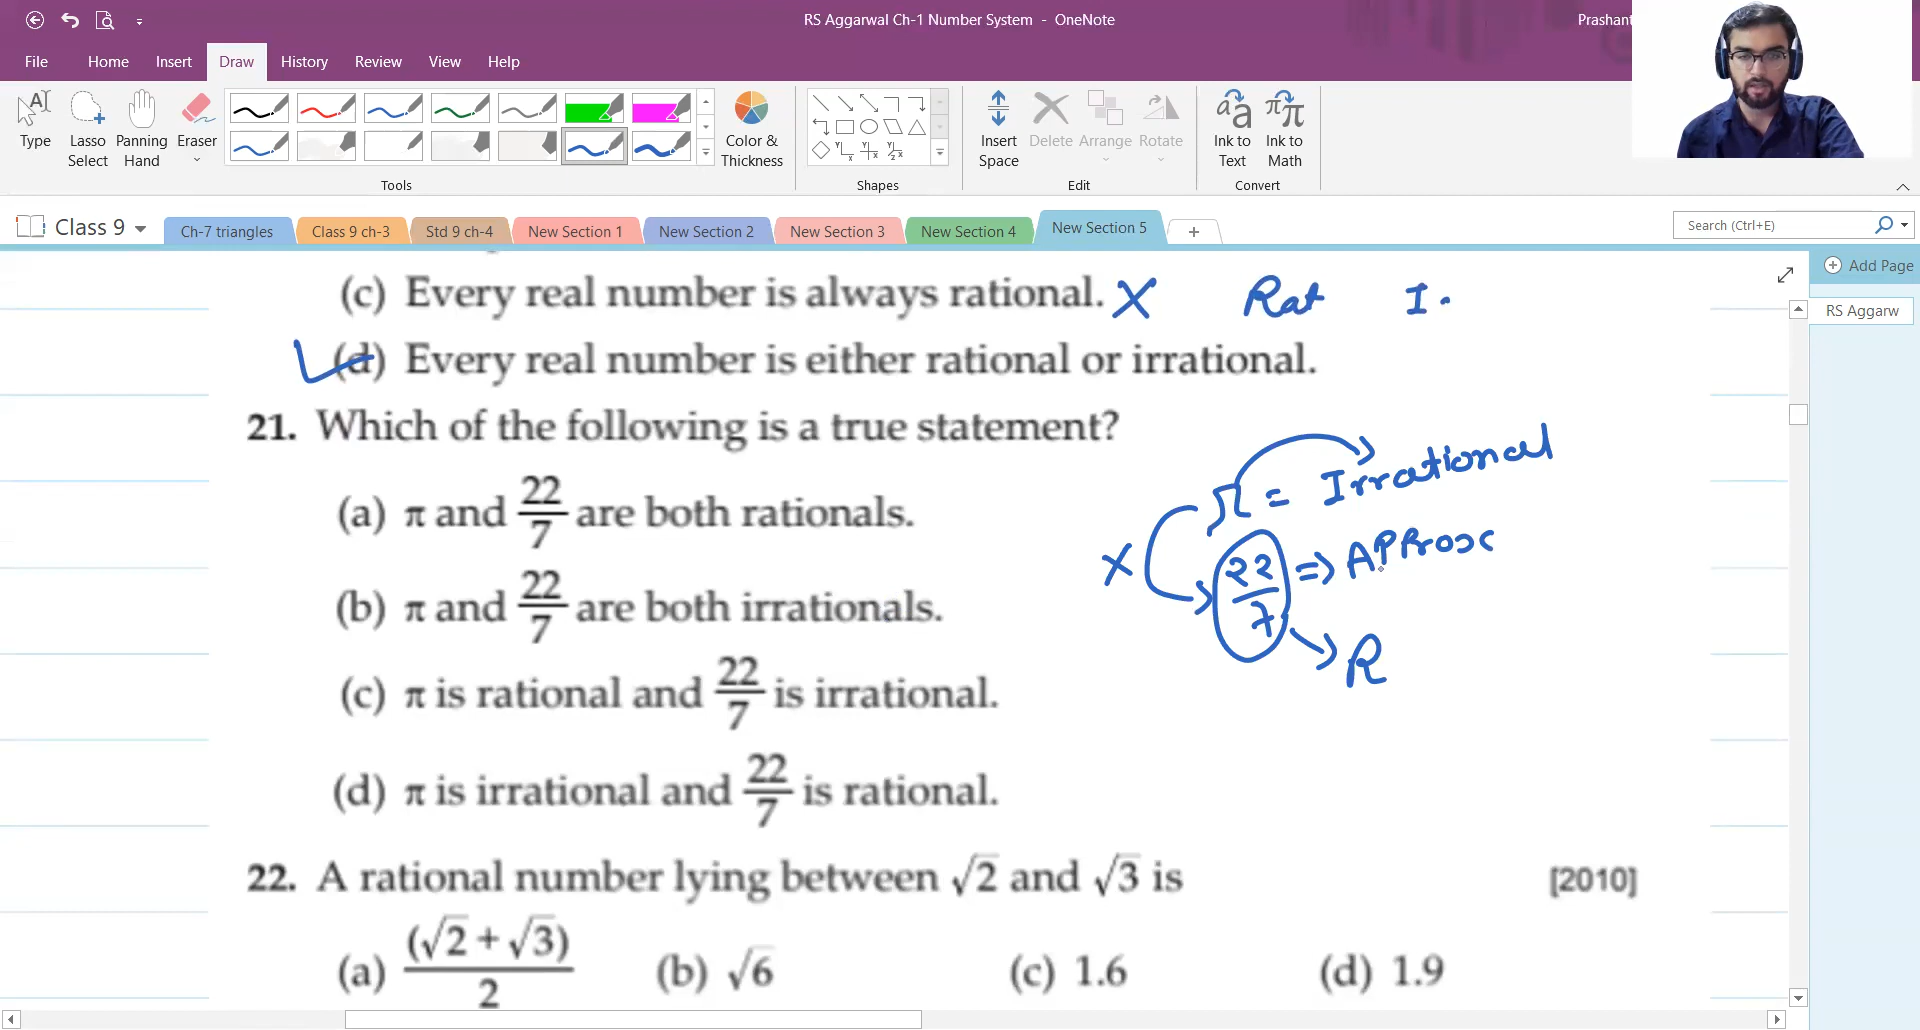 RS Aggarwal Ch-1 Number System - OneNote
Prashant
File Home Insert Draw History Review View Help
Type
Lasso Select
Panning Hand
Eraser
Color & Thickness
Insert Space
Delete
Arrange
Rotate
Ink to Text
Ink to Math
Tools
Shapes
Edit
Convert
Class 9
Ch-7 triangles
Class 9 ch-3
Std 9 ch-4
New Section 1
New Section 2
New Section 3
New Section 4
New Section 5
Search (Ctrl+E)
Add Page
RS Aggarw
(c) Every real number is always rational. X Rat I.
(d) Every real number is either rational or irrational.
21. Which of the following is a true statement?
(a) π and 22/7 are both rationals.
(b) π and 22/7 are both irrationals.
(c) π is rational and 22/7 is irrational.
(d) π is irrational and 22/7 is rational.
π = Irrational
X 22/7 => APProx
R
22. A rational number lying between √2 and √3 is [2010]
(a) (√2 + √3)/2 (b) √6 (c) 1.6 (d) 1.9